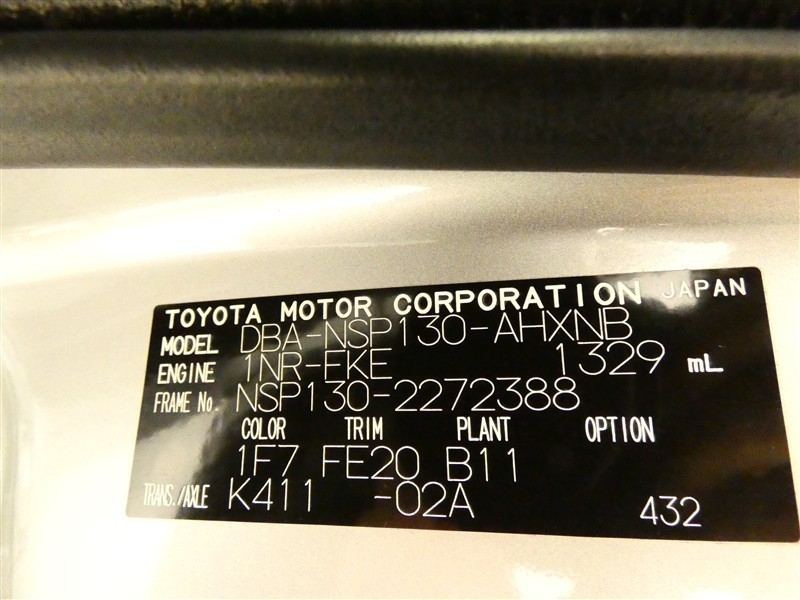 TOYOTA MOTOR CORPORATION JAPAN
MODEL DBA-NSP130-AHXNB
ENGINE 1NR-FKE 1329 mL
FRAME No. NSP130-2272388
COLOR TRIM PLANT OPTION
1F7 FE20 B11
TRANS./AXLE K411 -02A 432